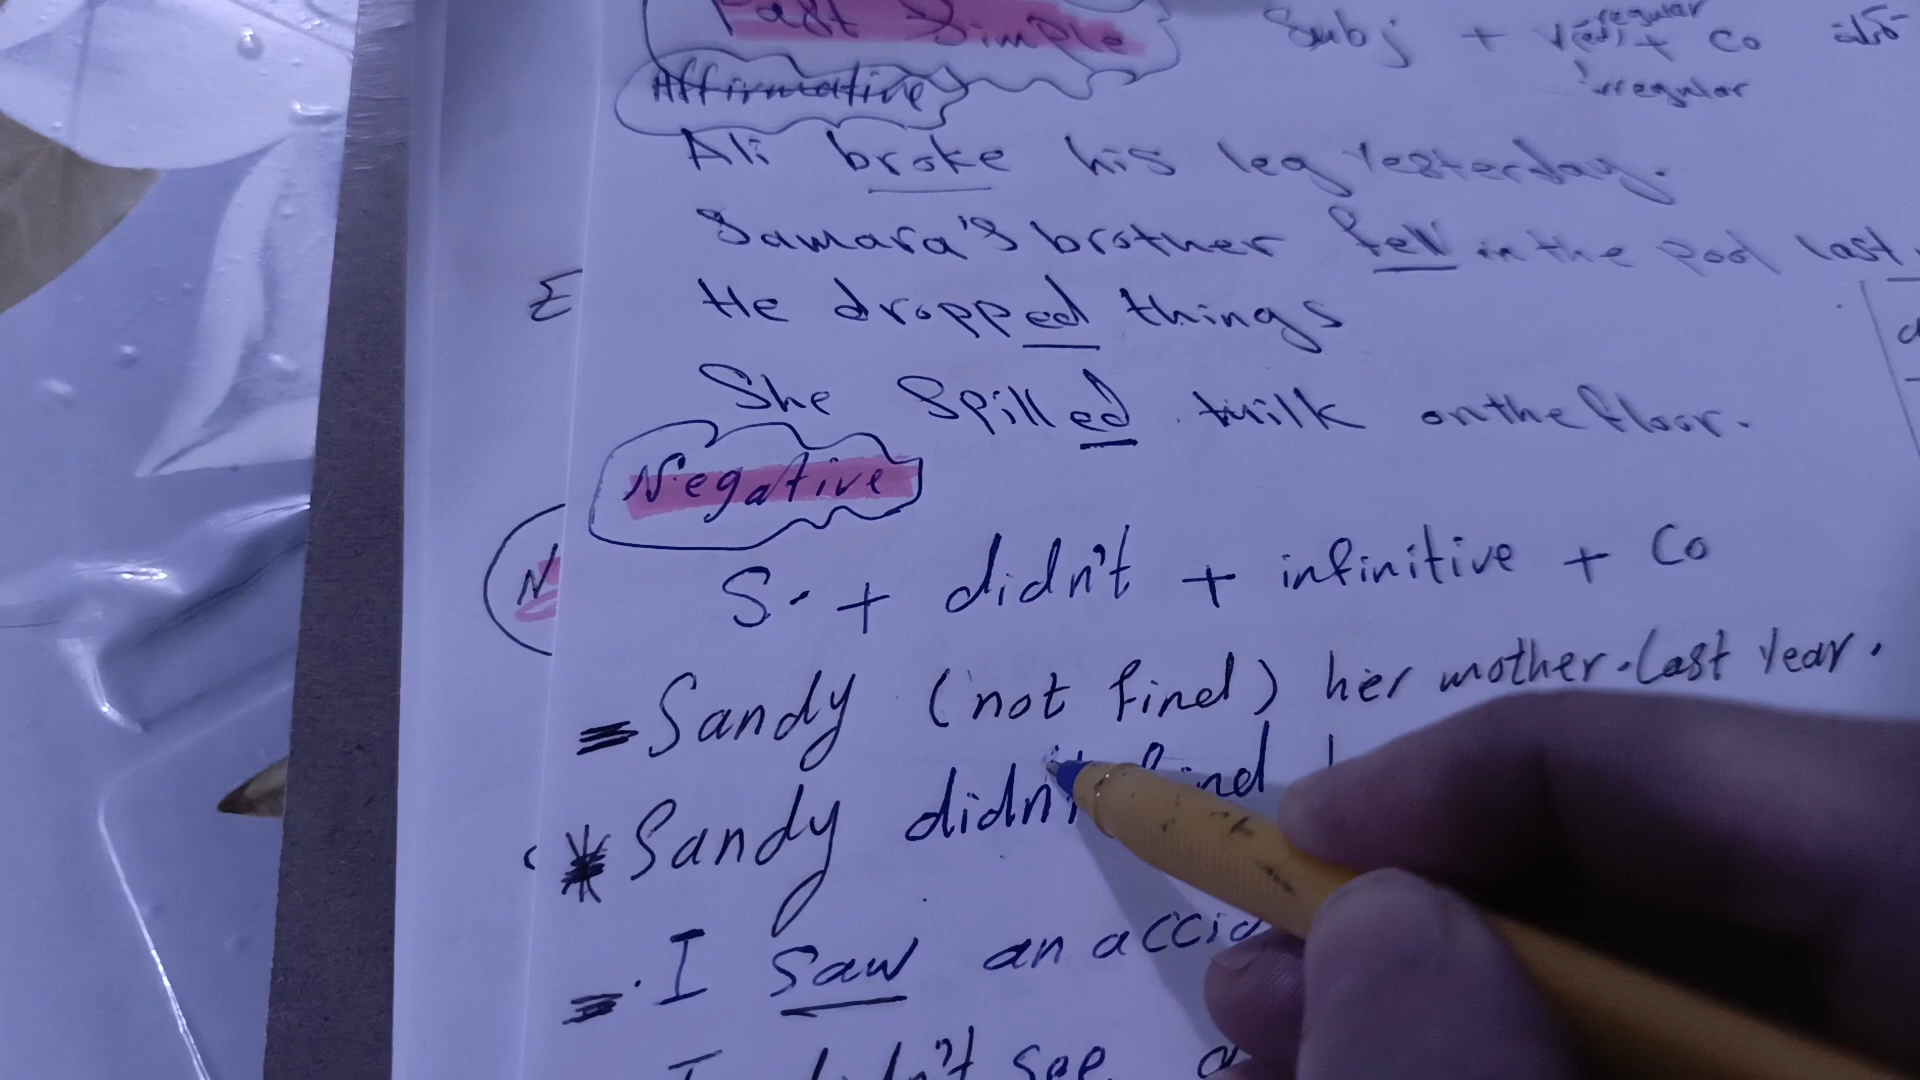 Past Simple Subj + regular + Co
Affirmative irregular
Ali broke his leg yesterday.
Samara's brother fell in the pool last
He dropped things
She spilled milk on the floor.
Negative
N
S. + didn't + infinitive + Co
Sandy (not find) her mother. Last year.
Sandy didn't find
I saw an accid
I didn't see a